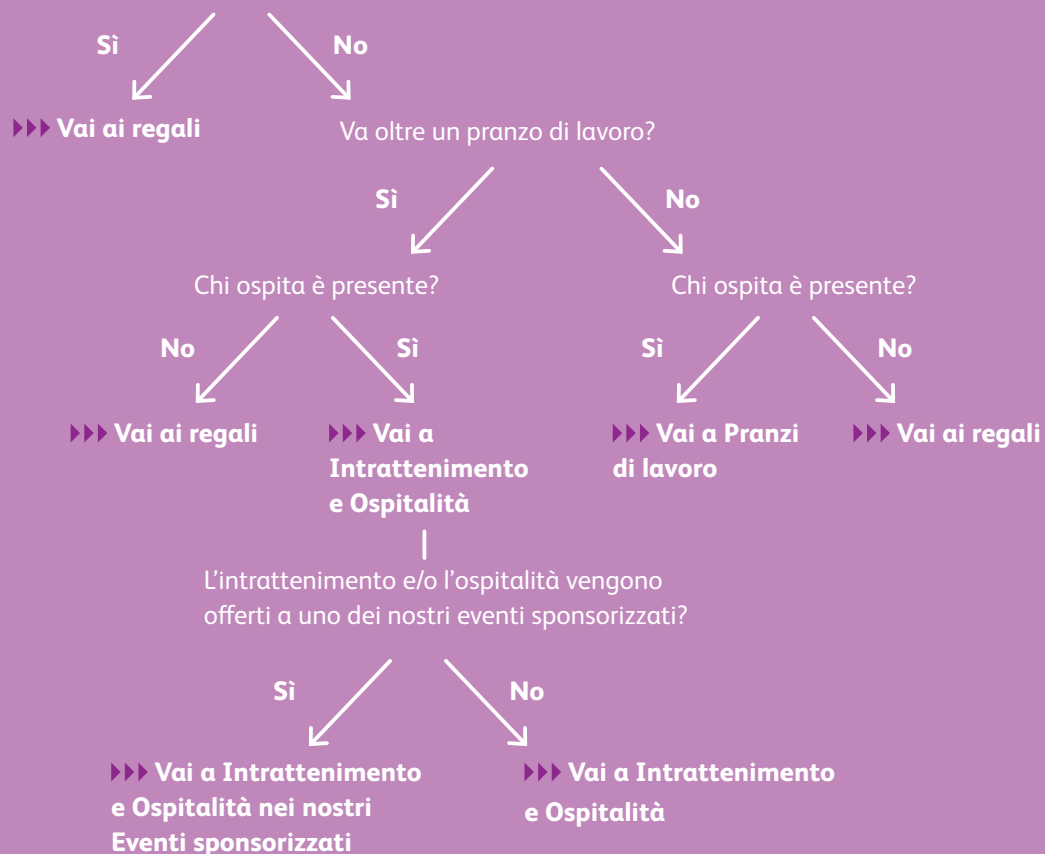 Sì
No
Vai ai regali
Va oltre un pranzo di lavoro?
Sì
No
Chi ospita è presente?
Chi ospita è presente?
No
Sì
Sì
No
Vai ai regali
Vai a
Intrattenimento
e Ospitalità
Vai a Pranzi
di lavoro
Vai ai regali
L'intrattenimento e/o l'ospitalità vengono
offerti a uno dei nostri eventi sponsorizzati?
Sì
No
Vai a Intrattenimento
e Ospitalità nei nostri
Eventi sponsorizzati
Vai a Intrattenimento
e Ospitalità